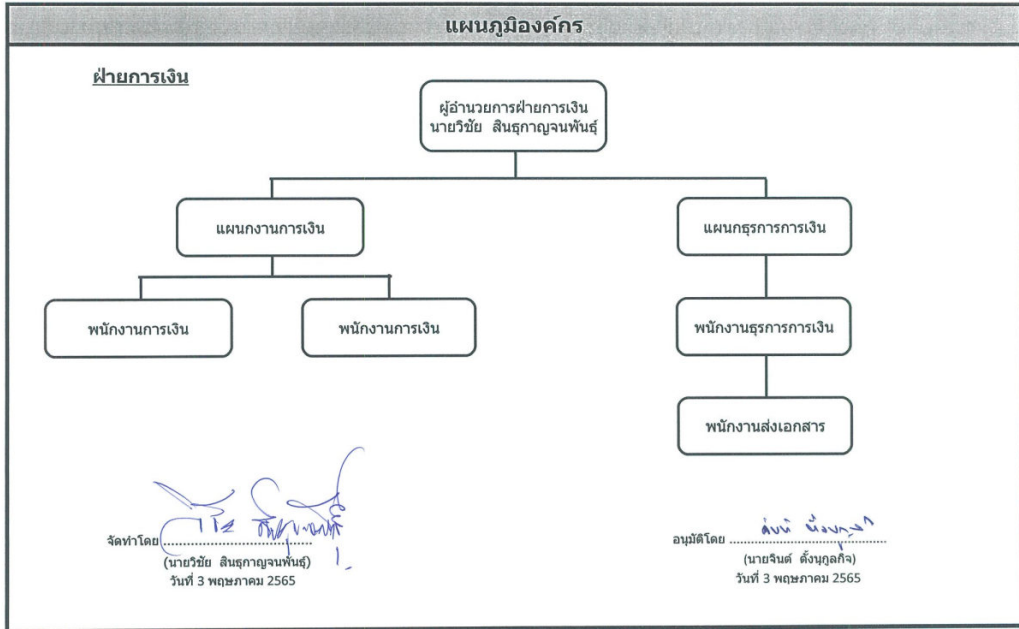 แผนภูมิองค์กร
ฝ่ายการเงิน
ผู้อำนวยการฝ่ายการเงิน
นายวิชัย สินธุกาญจนพันธุ์
แผนกงานการเงิน
แผนกธุรการการเงิน
พนักงานการเงิน
พนักงานการเงิน
พนักงานธุรการการเงิน
พนักงานส่งเอกสาร
จัดทำโดย
(นายวิชัย สินธุกาญจนพันธุ์)
วันที่ 3 พฤษภาคม 2565
อนุมัติโดย
(นายจินต์ ตั้งนุกูลกิจ)
วันที่ 3 พฤษภาคม 2565